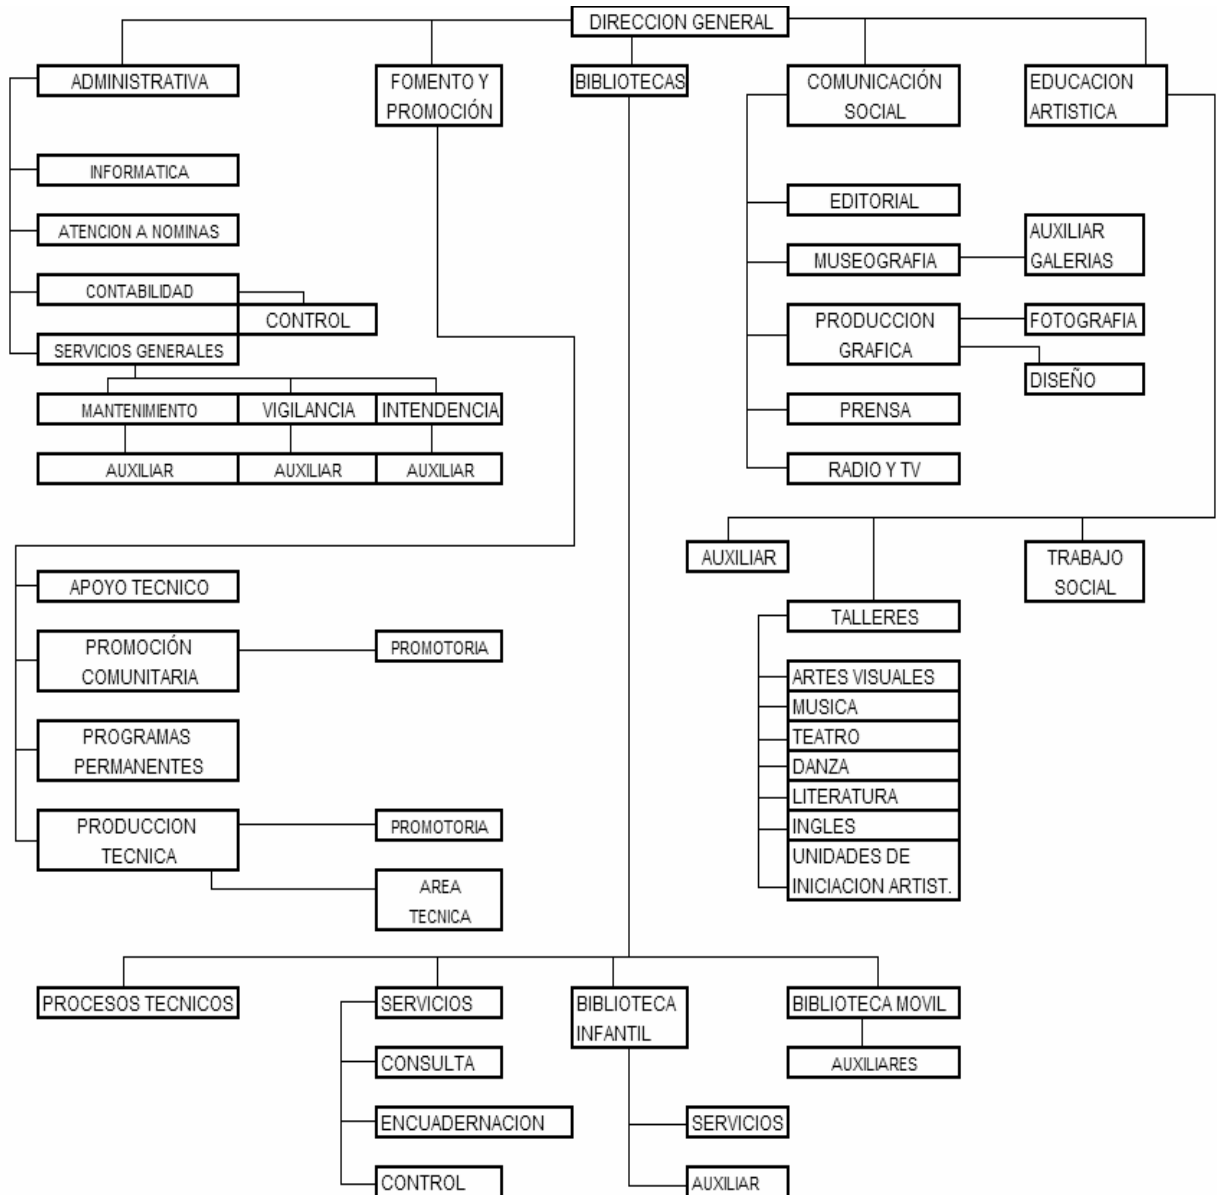 DIRECCION GENERAL
ADMINISTRATIVA
FOMENTO Y
PROMOCIÓN
BIBLIOTECAS
COMUNICACIÓN
SOCIAL
EDUCACION
ARTISTICA
INFORMATICA
ATENCION A NOMINAS
CONTABILIDAD
CONTROL
SERVICIOS GENERALES
MANTENIMIENTO
VIGILANCIA
INTENDENCIA
AUXILIAR
AUXILIAR
AUXILIAR
EDITORIAL
MUSEOGRAFIA
AUXILIAR
GALERIAS
PRODUCCION
GRAFICA
FOTOGRAFIA
DISEÑO
PRENSA
RADIO Y TV
AUXILIAR
TRABAJO
SOCIAL
TALLERES
ARTES VISUALES
MUSICA
TEATRO
DANZA
LITERATURA
INGLES
UNIDADES DE
INICIACION ARTIST.
APOYO TECNICO
PROMOCIÓN
COMUNITARIA
PROMOTORIA
PROGRAMAS
PERMANENTES
PRODUCCION
TECNICA
PROMOTORIA
AREA
TECNICA
PROCESOS TECNICOS
SERVICIOS
CONSULTA
ENCUADERNACION
CONTROL
BIBLIOTECA
INFANTIL
SERVICIOS
AUXILIAR
BIBLIOTECA MOVIL
AUXILIARES